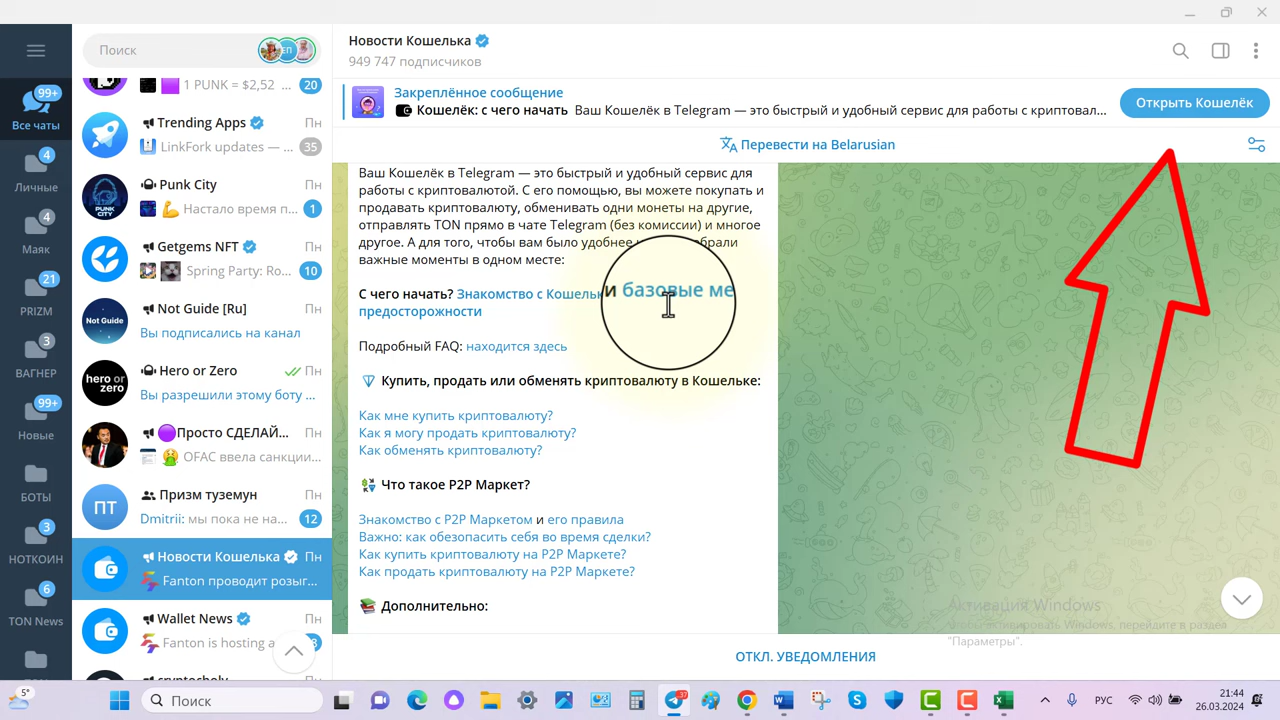 Поиск
ЕП
99+
Все чаты
4
Личные
4
Маяк
21
PRIZM
3
ВАГНЕР
99+
Новые
БОТЫ
3
НОТКОИН
6
TON News
1 PUNK = $2,52 ...
20
Trending Apps
Пн
LinkFork updates — ...
35
Punk City
Пн
Настало время п...
1
Getgems NFT
Пн
Spring Party: Ro...
10
Not Guide
Not Guide [Ru]
Пн
Вы подписались на канал
hero or zero
Hero or Zero
Пн
Вы разрешили этому боту ...
Просто СДЕЛАЙ...
Пн
OFAC ввела санкции...
ПТ
Призм туземун
Пн
Dmitrii: мы пока не на...
12
Новости Кошелька
Пн
Fanton проводит розыг...
Wallet News
Пн
Fanton is hosting a
Новости Кошелька
949 747 подписчиков
Закреплённое сообщение
Кошелёк: с чего начать Ваш Кошелёк в Telegram — это быстрый и удобный сервис для работы с криптовал...
Открыть Кошелёк
Перевести на Belarusian
Ваш Кошелёк в Telegram — это быстрый и удобный сервис для
работы с криптовалютой. С его помощью, вы можете покупать и
продавать криптовалюту, обменивать одни монеты на другие,
отправлять TON прямо в чате Telegram (без комиссии) и многое
другое. А для того, чтобы вам было удобнее
важные моменты в одном месте:
С чего начать? Знакомство с Кошельк и базовые ме
предосторожности
Подробный FAQ: находится здесь
Купить, продать или обменять криптовалюту в Кошельке:
Как мне купить криптовалюту?
Как я могу продать криптовалюту?
Как обменять криптовалюту?
Что такое P2P Маркет?
Знакомство с P2P Маркетом и его правила
Важно: как обезопасить себя во время сделки?
Как купить криптовалюту на P2P Маркете?
Как продать криптовалюту на P2P Маркете?
Дополнительно:
Активация Windows
Чтобы активировать Windows, перейдите в раздел
"Параметры".
ОТКЛ. УВЕДОМЛЕНИЯ
5°
Поиск
РУС
21:44
26.03.2024